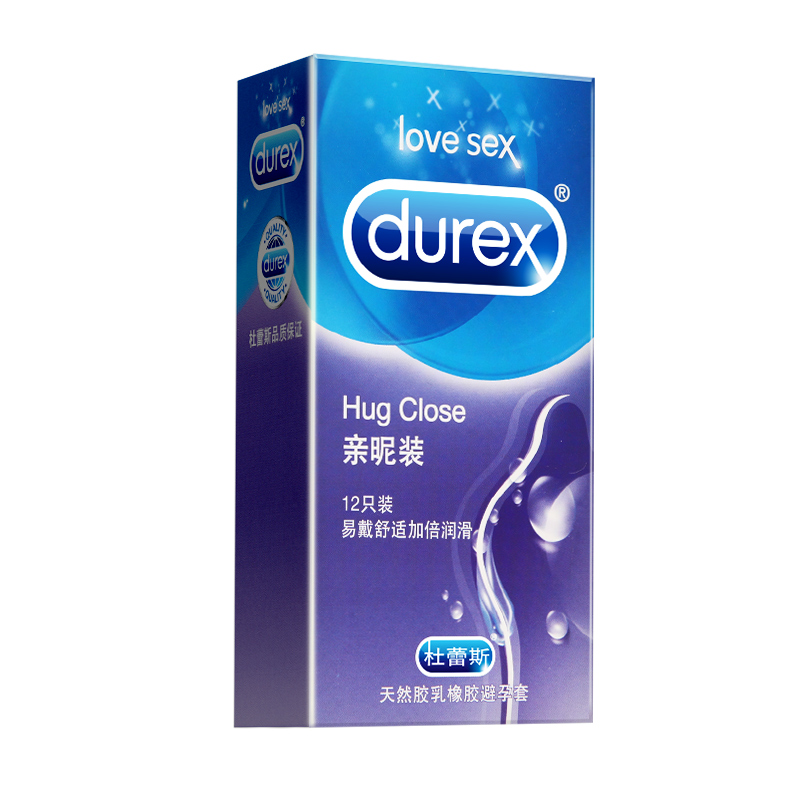 love sex
durex®
QUALITY
durex
QUALITY
杜蕾斯品质保证
love sex
durex®
Hug Close
亲昵装
12只装
易戴舒适加倍润滑
杜蕾斯®
天然胶乳橡胶避孕套